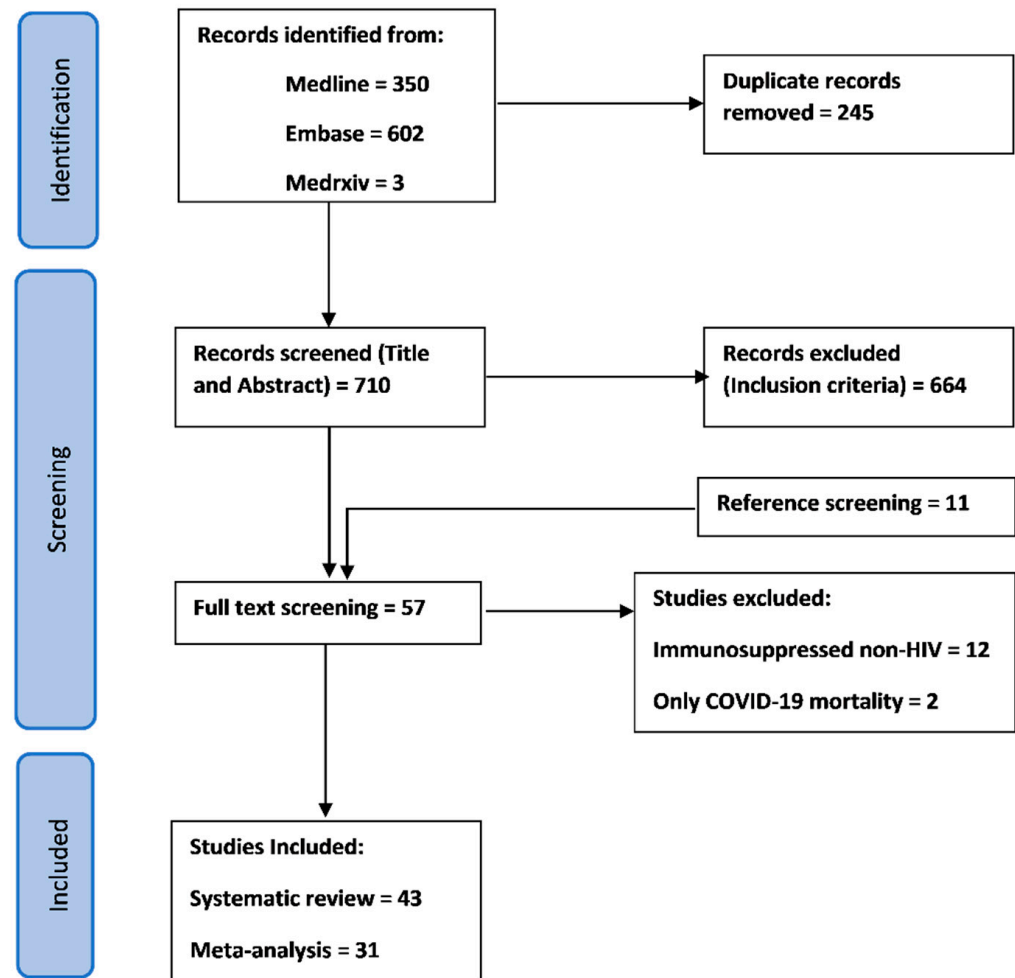 Identification
Records identified from:
Medline = 350
Embase = 602
Medrxiv = 3
Duplicate records
removed = 245
Screening
Records screened (Title
and Abstract) = 710
Records excluded
(Inclusion criteria) = 664
Reference screening = 11
Full text screening = 57
Studies excluded:
Immunosuppressed non-HIV = 12
Only COVID-19 mortality = 2
Included
Studies Included:
Systematic review = 43
Meta-analysis = 31